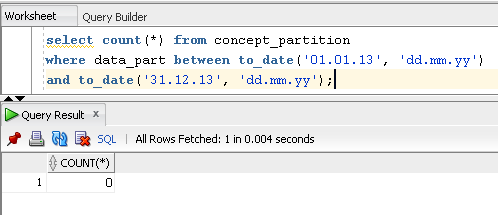 Worksheet Query Builder
select count(*) from concept_partition
where data_part between to_date('01.01.13', 'dd.mm.yy')
and to_date('31.12.13', 'dd.mm.yy');
Query Result x
SQL | All Rows Fetched: 1 in 0.004 seconds
COUNT(*)
1 0